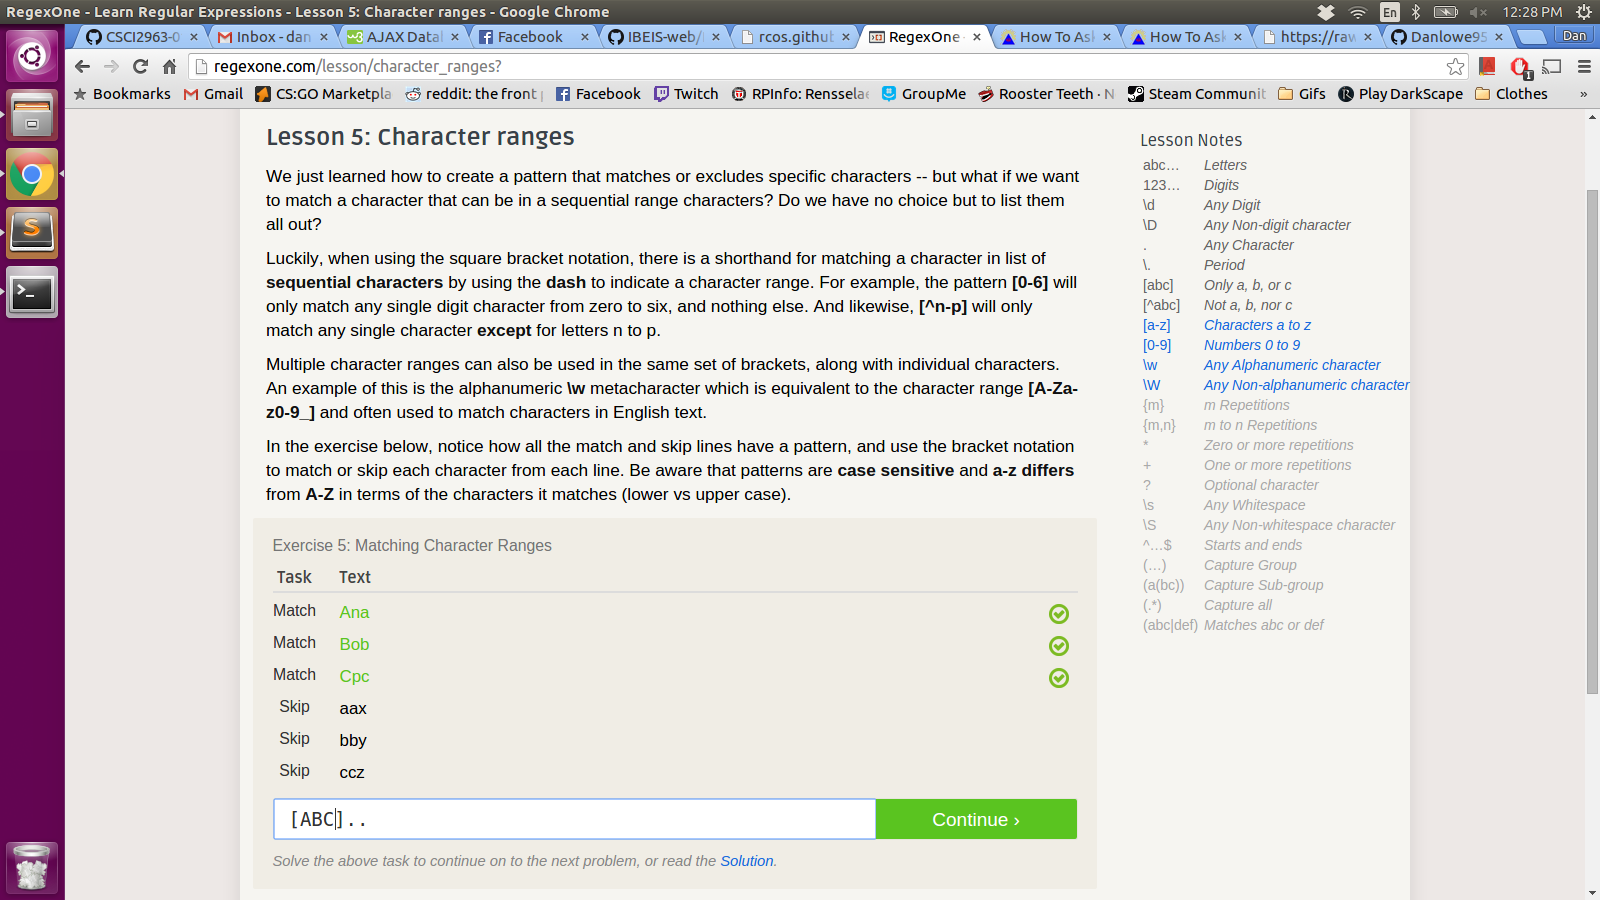 RegexOne - Learn Regular Expressions - Lesson 5: Character ranges - Google Chrome
En
12:28 PM
CSCI2963-0
Inbox - dan
AJAX Datal
Facebook
IBEIS-web/
rcos.github
RegexOne
How To Ask
How To Ask
https://raw
Danlowe95
Dan
regexone.com/lesson/character_ranges?
1
Bookmarks
Gmail
CS:GO Marketpla
reddit: the front
Facebook
Twitch
RPInfo: Rensselae
GroupMe
Rooster Teeth · N
Steam Communit
Gifs
Play DarkScape
Clothes
»
Lesson 5: Character ranges
We just learned how to create a pattern that matches or excludes specific characters -- but what if we want
to match a character that can be in a sequential range characters? Do we have no choice but to list them
all out?
Luckily, when using the square bracket notation, there is a shorthand for matching a character in list of
sequential characters by using the dash to indicate a character range. For example, the pattern [0-6] will
only match any single digit character from zero to six, and nothing else. And likewise, [^n-p] will only
match any single character except for letters n to p.
Multiple character ranges can also be used in the same set of brackets, along with individual characters.
An example of this is the alphanumeric \w metacharacter which is equivalent to the character range [A-Za-
z0-9_] and often used to match characters in English text.
In the exercise below, notice how all the match and skip lines have a pattern, and use the bracket notation
to match or skip each character from each line. Be aware that patterns are case sensitive and a-z differs
from A-Z in terms of the characters it matches (lower vs upper case).
Exercise 5: Matching Character Ranges
Task Text
Match Ana
Match Bob
Match Cpc
Skip aax
Skip bby
Skip ccz
[ABC]..
Continue ›
Solve the above task to continue on to the next problem, or read the Solution.
Lesson Notes
abc… Letters
123… Digits
\d Any Digit
\D Any Non-digit character
. Any Character
\. Period
[abc] Only a, b, or c
[^abc] Not a, b, nor c
[a-z] Characters a to z
[0-9] Numbers 0 to 9
\w Any Alphanumeric character
\W Any Non-alphanumeric character
{m} m Repetitions
{m,n} m to n Repetitions
* Zero or more repetitions
+ One or more repetitions
? Optional character
\s Any Whitespace
\S Any Non-whitespace character
^…$ Starts and ends
(…) Capture Group
(a(bc)) Capture Sub-group
(.*) Capture all
(abc|def) Matches abc or def